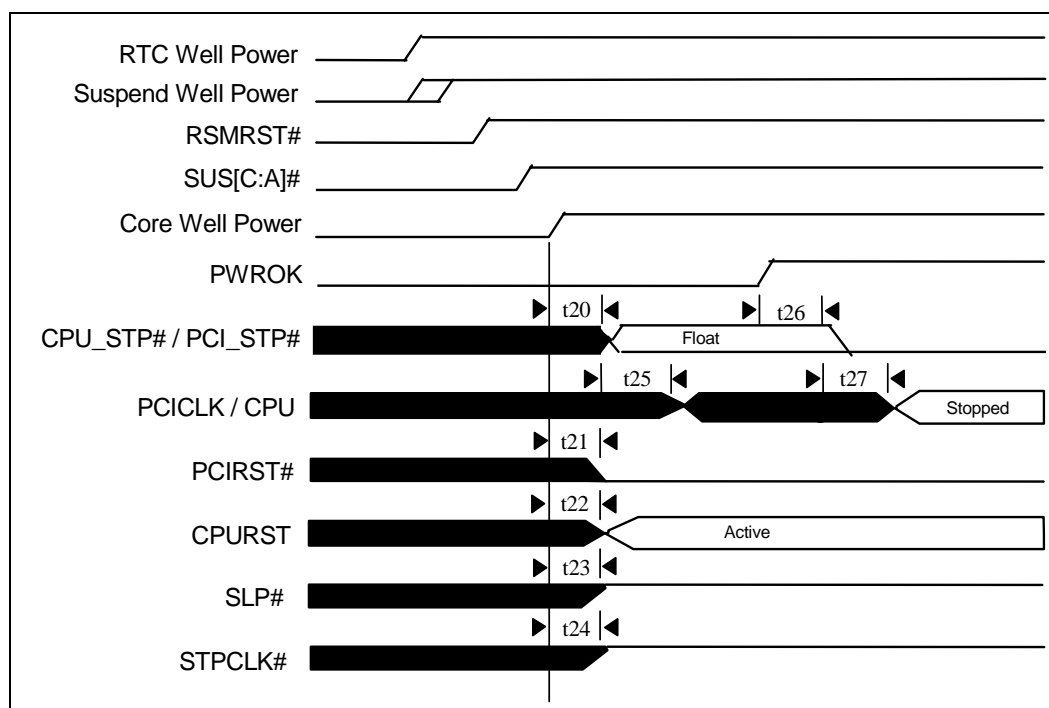 RTC Well Power
Suspend Well Power
RSMRST#
SUS[C:A]#
Core Well Power
PWROK
t20
t26
CPU_STP# / PCI_STP#
Float
t25
t27
PCICLK / CPU
Stopped
t21
PCIRST#
t22
CPURST
Active
t23
SLP#
t24
STPCLK#